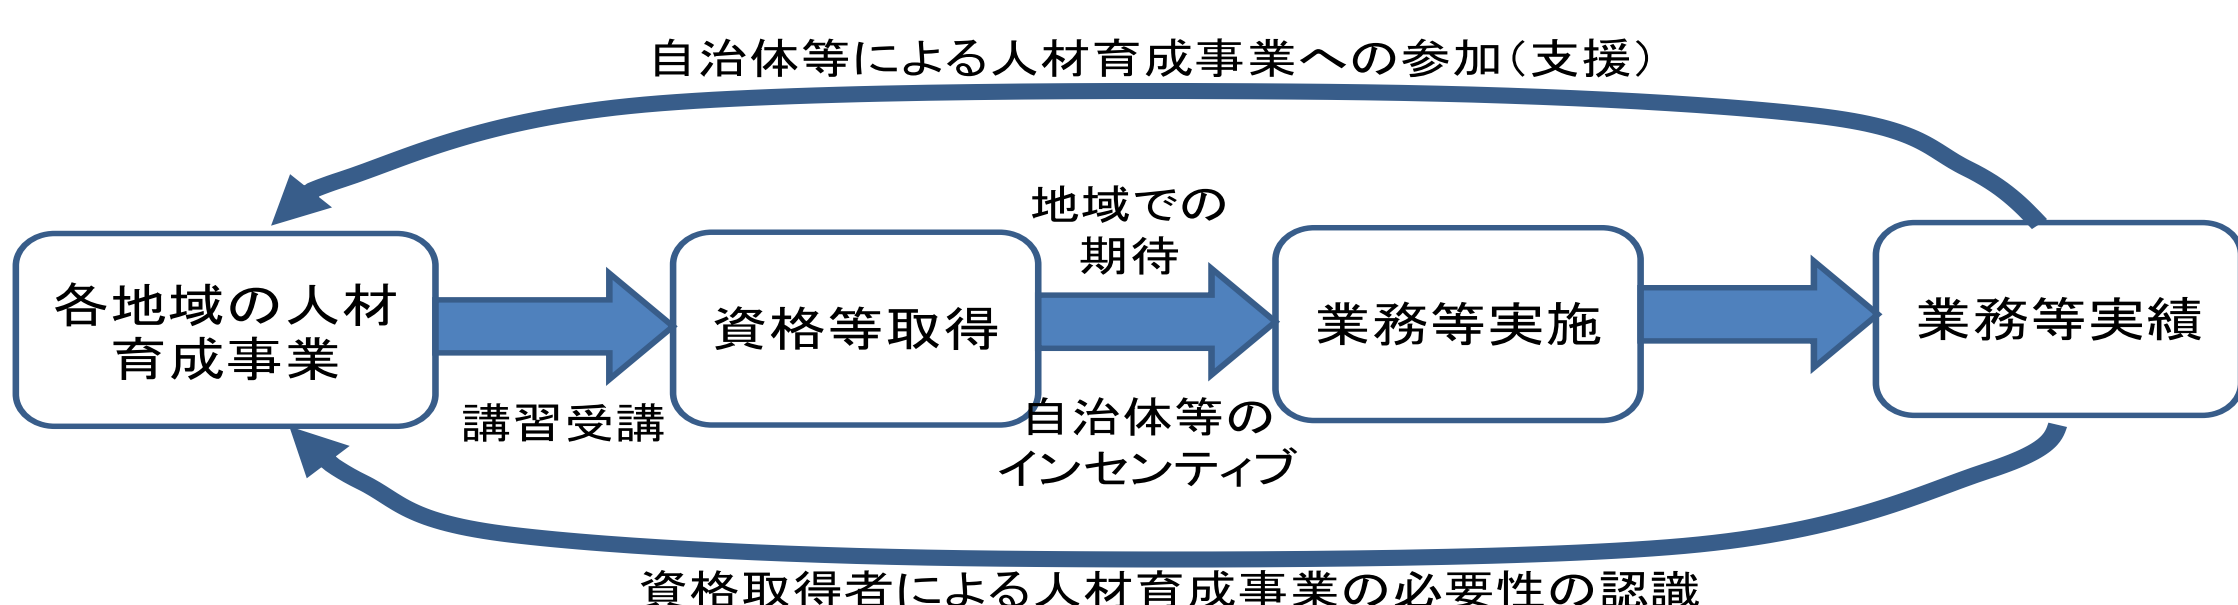 自治体等による人材育成事業への参加（支援）
地域での
期待
各地域の人材
育成事業
資格等取得
業務等実施
業務等実績
講習受講
自治体等の
インセンティブ
資格取得者による人材育成事業の必要性の認識